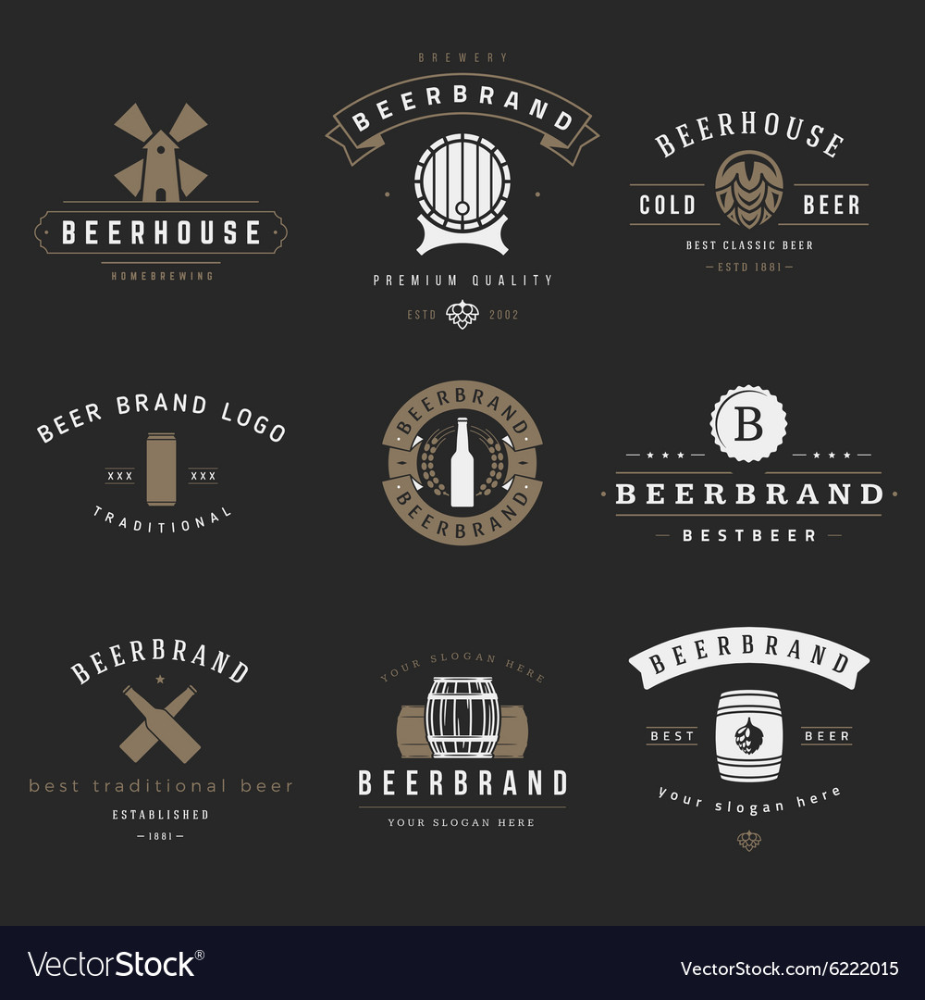 BEERHOUSE
HOMEBREWING
BREWERY
BEERBRAND
PREMIUM QUALITY
ESTD 2002
BEERHOUSE
COLD BEER
BEST CLASSIC BEER
ESTD 1881
BEER BRAND LOGO
XXX XXX
TRADITIONAL
BEERBRAND
BEERBRAND
B
BEERBRAND
BESTBEER
BEERBRAND
best traditional beer
ESTABLISHED
1881
YOUR SLOGAN HERE
BEERBRAND
YOUR SLOGAN HERE
BEERBRAND
BEST BEER
your slogan here
VectorStock®
VectorStock.com/6222015